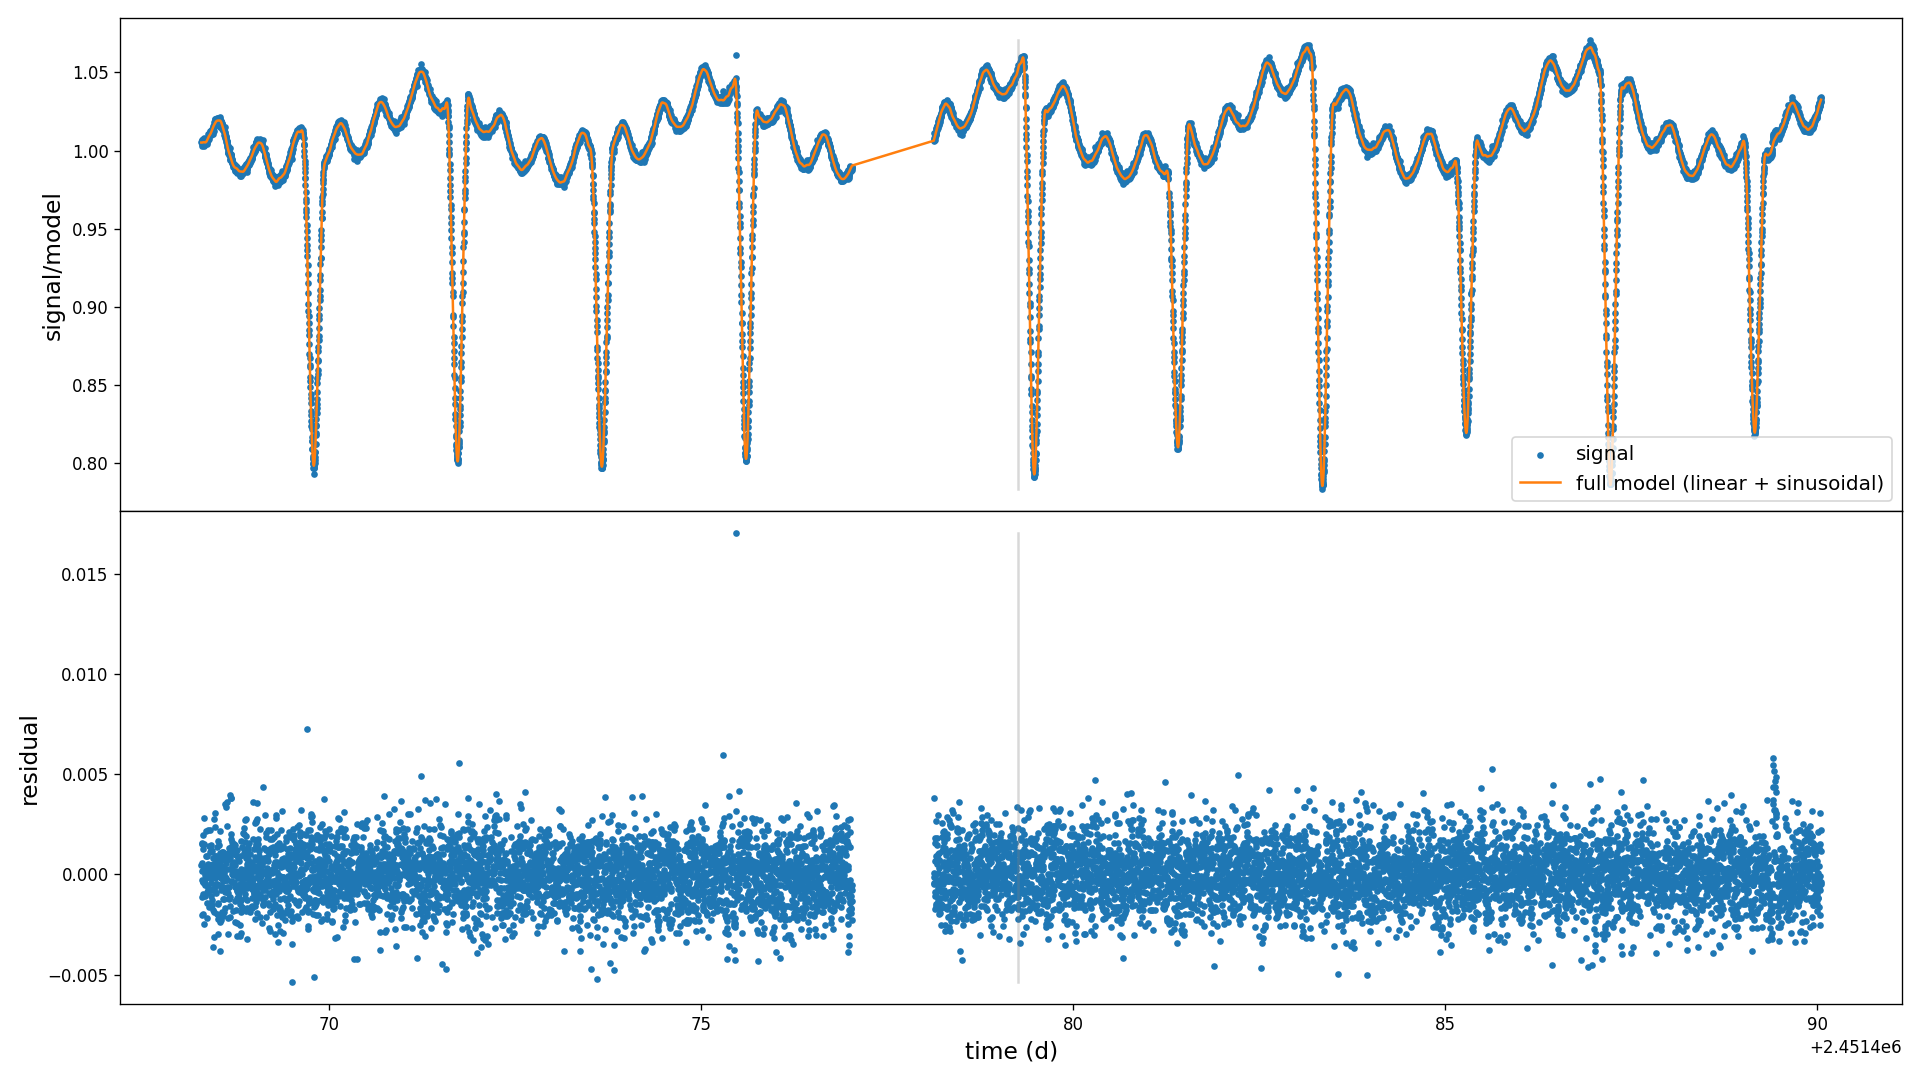 signal/model
1.05
1.00
0.95
0.90
0.85
0.80
signal
full model (linear + sinusoidal)
residual
0.015
0.010
0.005
0.000
−0.005
70
75
80
85
90
time (d)
+2.4514e6